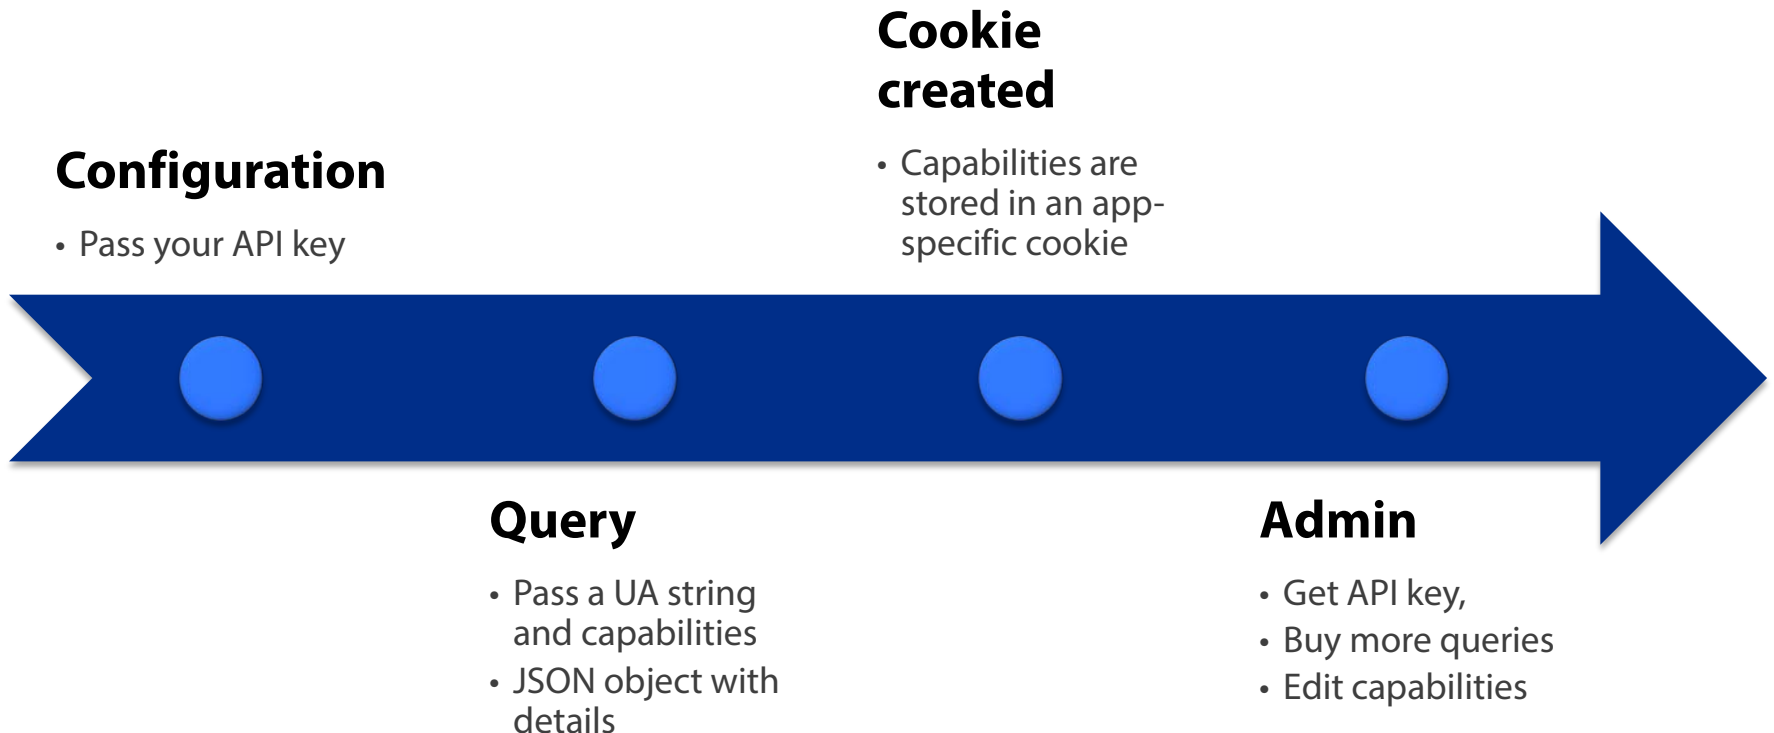 Configuration
• Pass your API key
Query
• Pass a UA string
and capabilities
• JSON object with
details
Cookie
created
• Capabilities are
stored in an app-
specific cookie
Admin
• Get API key,
• Buy more queries
• Edit capabilities